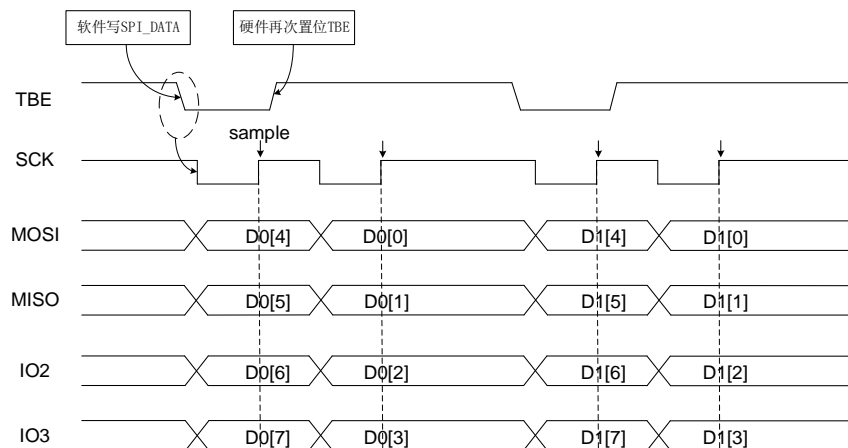 软件写SPI_DATA 硬件再次置位TBE
TBE
sample
SCK
MOSI D0[4] D0[0] D1[4] D1[0]
MISO D0[5] D0[1] D1[5] D1[1]
IO2 D0[6] D0[2] D1[6] D1[2]
IO3 D0[7] D0[3] D1[7] D1[3]